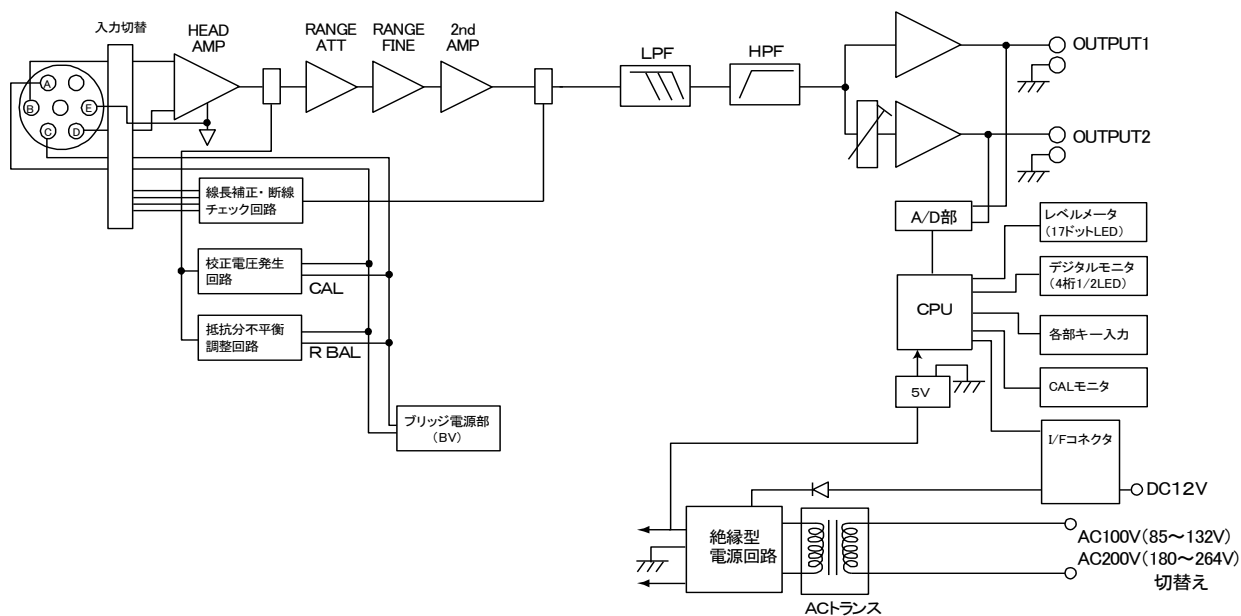 入力切替
HEAD
AMP
RANGE
ATT
RANGE
FINE
2nd
AMP
LPF
HPF
OUTPUT1
OUTPUT2
A
B
C
D
E
線長補正・断線
チェック回路
校正電圧発生
回路
CAL
抵抗分不平衡
調整回路
R BAL
ブリッジ電源部
(BV)
A/D部
CPU
5V
レベルメータ
(17ドットLED)
デジタルモニタ
(4桁1/2LED)
各部キー入力
CALモニタ
I/Fコネクタ
DC12V
絶縁型
電源回路
ACトランス
AC100V(85～132V)
AC200V(180～264V)
切替え